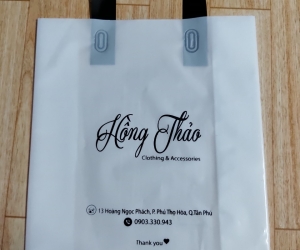 Hồng Thảo
Clothing & Accessories
13 Hoàng Ngọc Phách, P. Phú Thọ Hòa, Q.Tân Phú
0903.330.943
Thank you